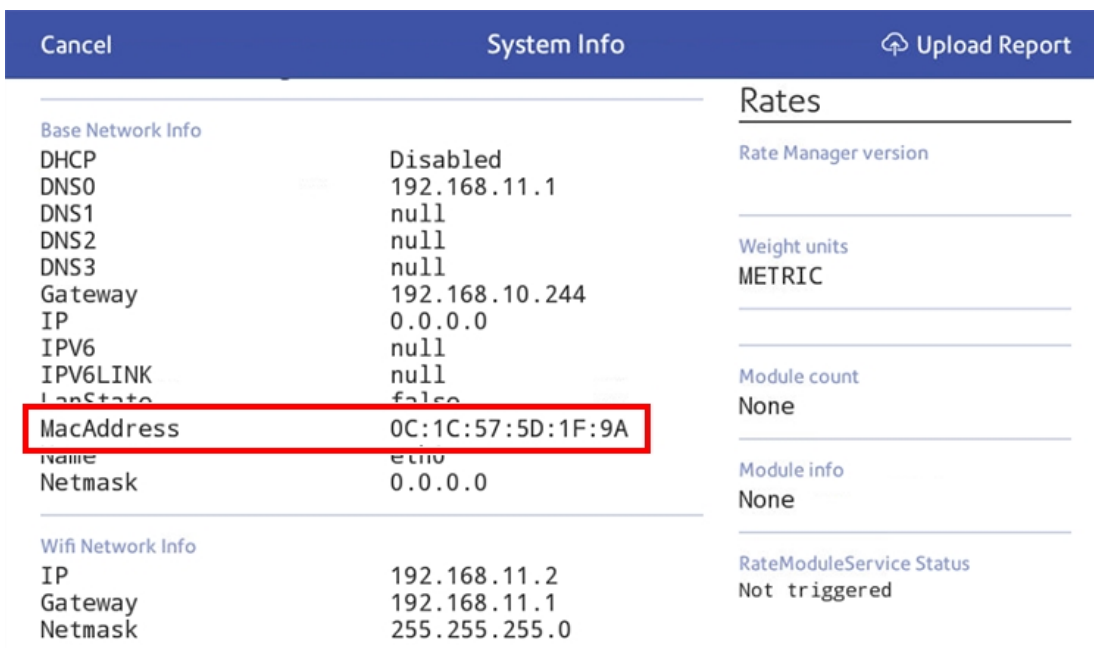 Cancel
System Info
Upload Report
Base Network Info
DHCP Disabled
DNS0 192.168.11.1
DNS1 null
DNS2 null
DNS3 null
Gateway 192.168.10.244
IP 0.0.0.0
IPV6 null
IPV6LINK null
LanState false
MacAddress 0C:1C:57:5D:1F:9A
Name eth0
Netmask 0.0.0.0
Wifi Network Info
IP 192.168.11.2
Gateway 192.168.11.1
Netmask 255.255.255.0
Rates
Rate Manager version
Weight units
METRIC
Module count
None
Module info
None
RateModuleService Status
Not triggered